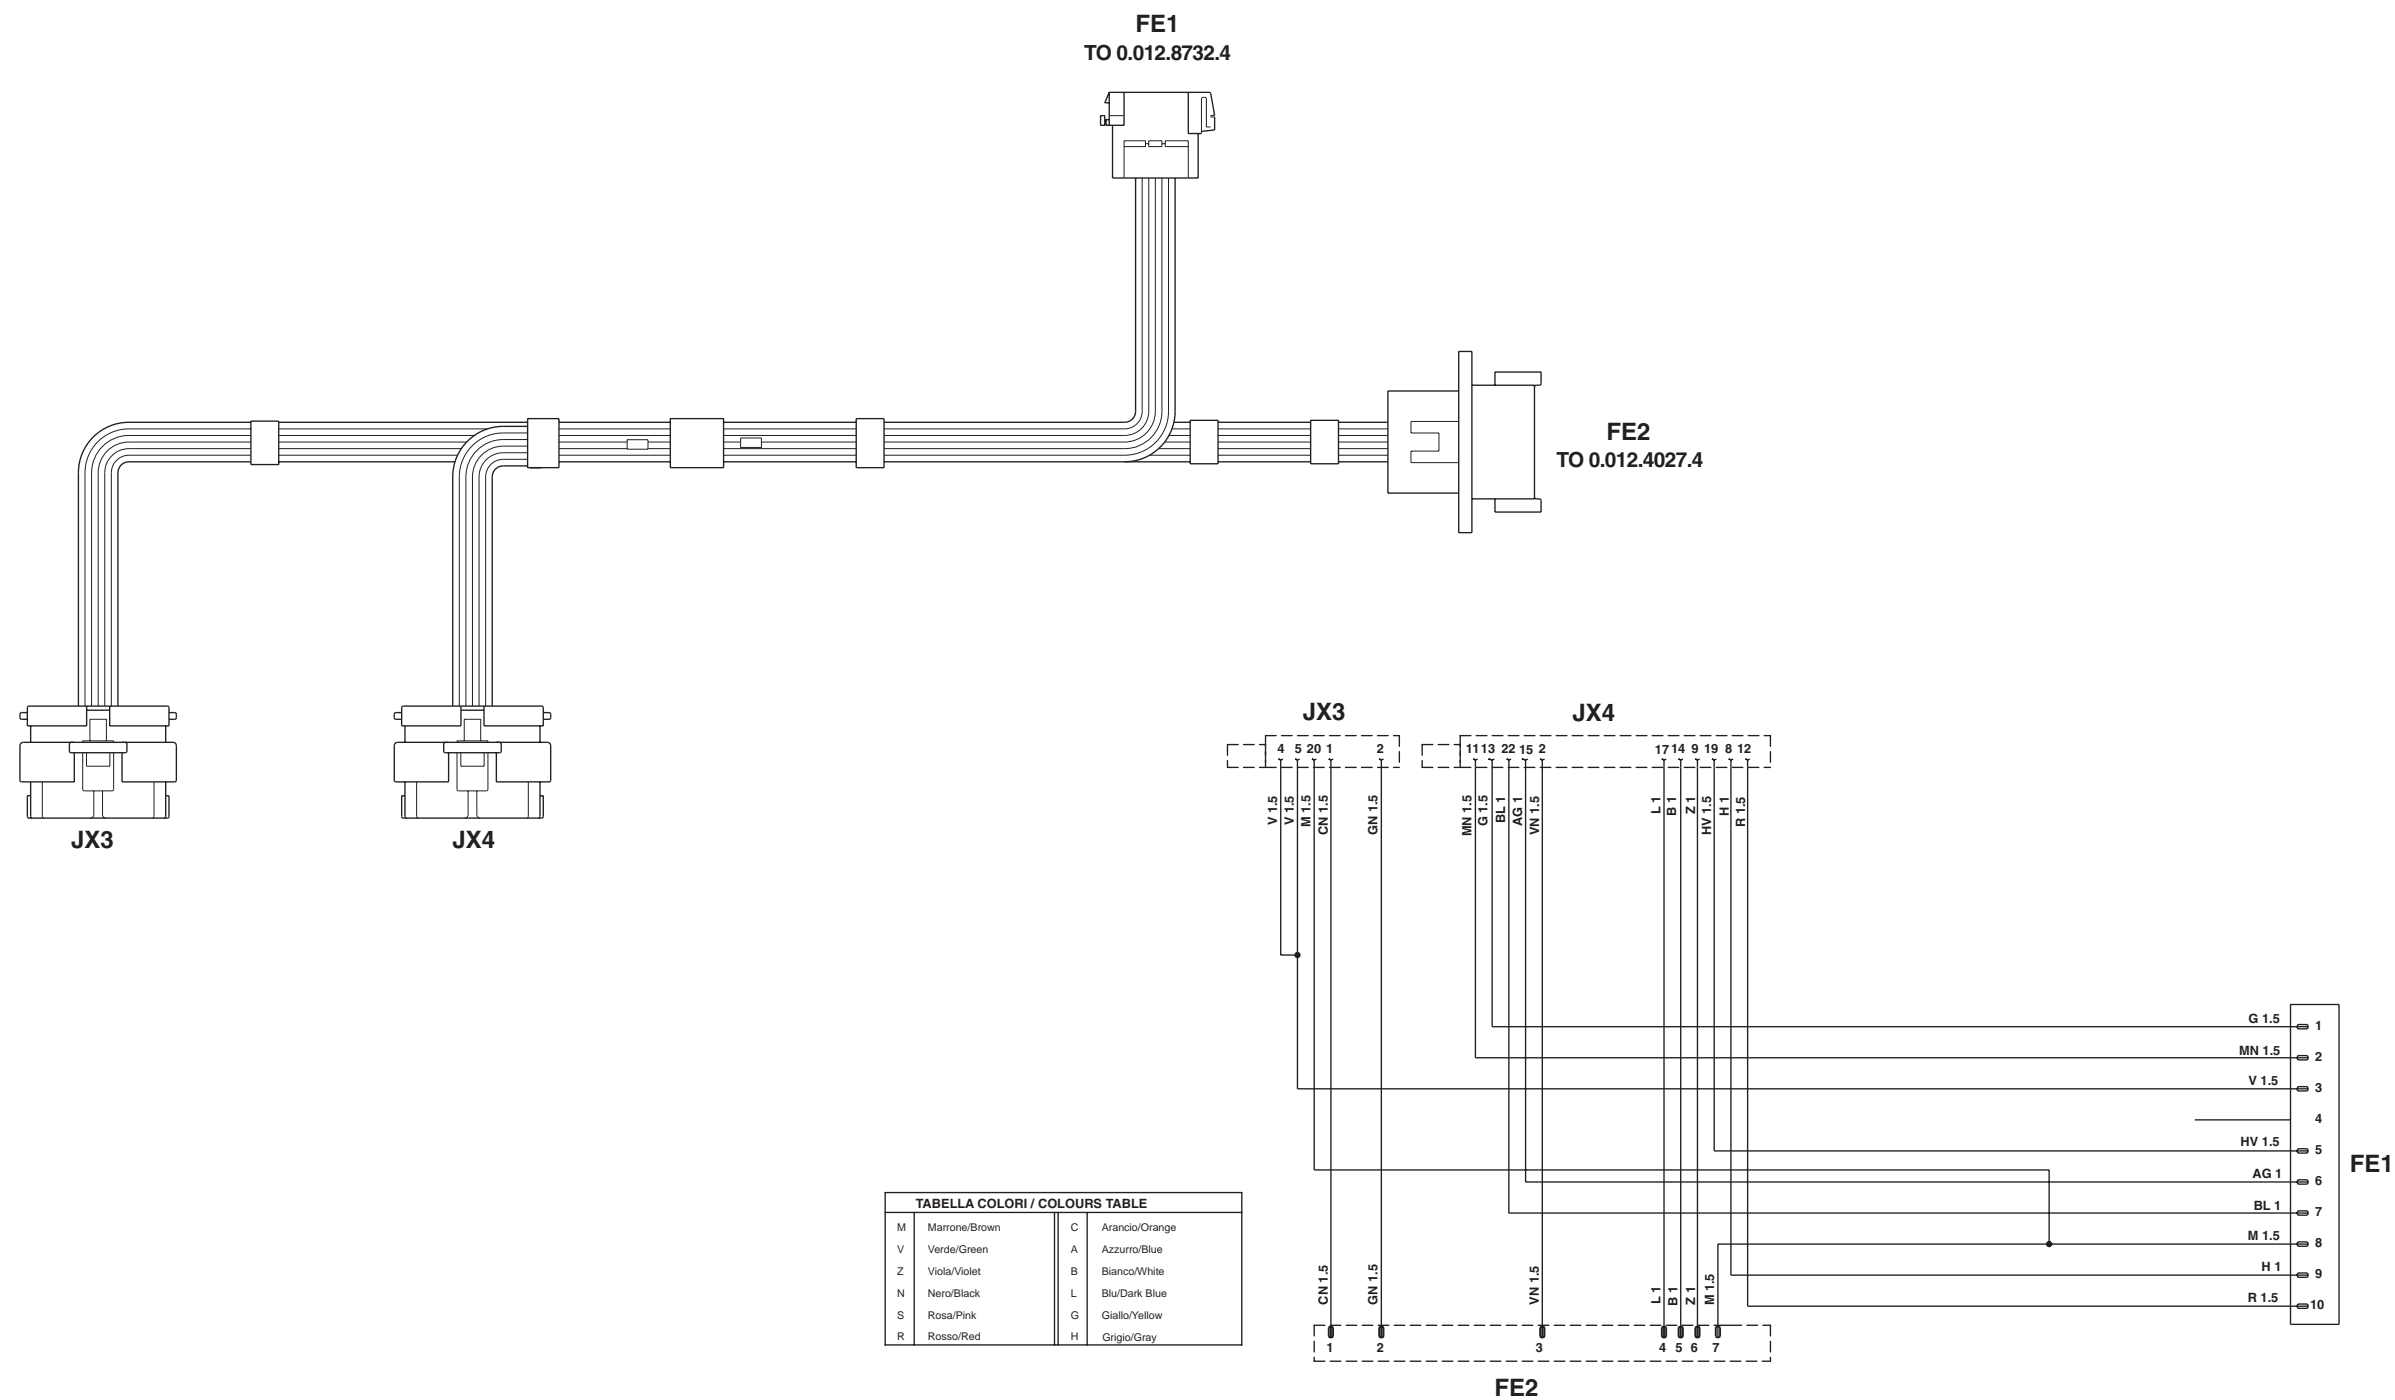 FE1
TO 0.012.8732.4
FE2
TO 0.012.4027.4
JX3
JX4
JX3
JX4
4 5 20 1 2
11 13 22 15 2 17 14 9 19 8 12
V 1.5
V 1.5
M 1.5
CN 1.5
GN 1.5
MN 1.5
G 1.5
BL 1
AG 1
VN 1.5
L 1
B 1
Z 1
HV 1.5
H 1
R 1.5
G 1.5 1
MN 1.5 2
V 1.5 3
4
HV 1.5 5
AG 1 6
BL 1 7
M 1.5 8
H 1 9
R 1.5 10
FE1
CN 1.5
GN 1.5
VN 1.5
L 1
B 1
Z 1
M 1.5
1 2 3 4 5 6 7
FE2
TABELLA COLORI / COLOURS TABLE
M Marrone/Brown C Arancio/Orange
V Verde/Green A Azzurro/Blue
Z Viola/Violet B Bianco/White
N Nero/Black L Blu/Dark Blue
S Rosa/Pink G Giallo/Yellow
R Rosso/Red H Grigio/Gray